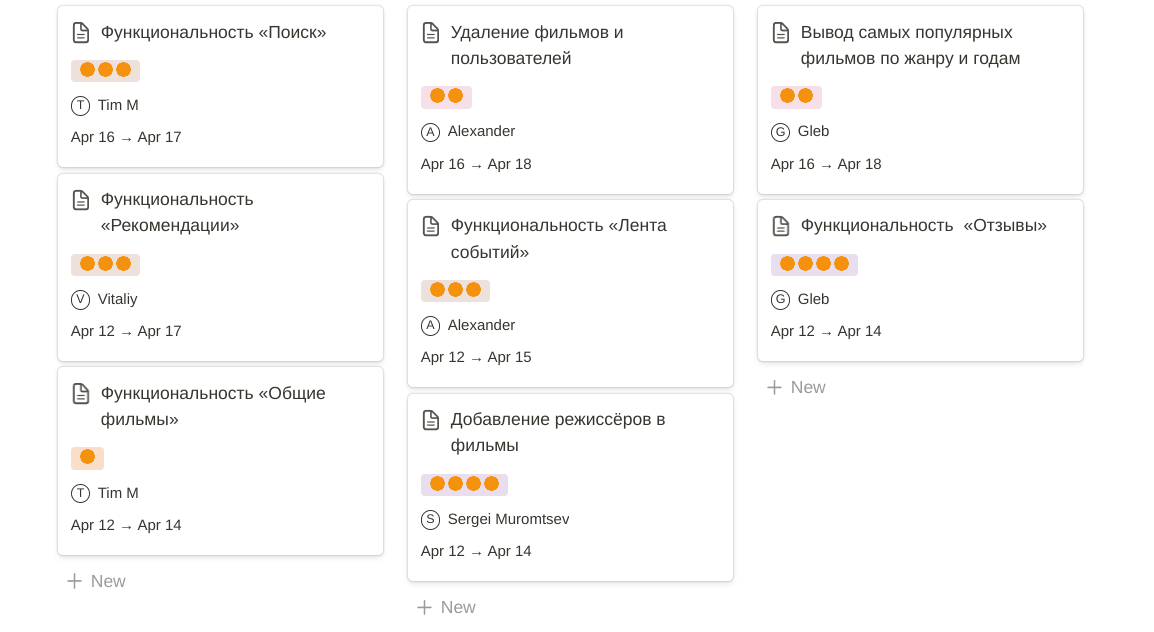 Функциональность «Поиск»
T Tim M
Apr 16 → Apr 17
Функциональность
«Рекомендации»
V Vitaliy
Apr 12 → Apr 17
Функциональность «Общие
фильмы»
T Tim M
Apr 12 → Apr 14
+ New
Удаление фильмов и
пользователей
A Alexander
Apr 16 → Apr 18
Функциональность «Лента
событий»
A Alexander
Apr 12 → Apr 15
Добавление режиссёров в
фильмы
S Sergei Muromtsev
Apr 12 → Apr 14
+ New
Вывод самых популярных
фильмов по жанру и годам
G Gleb
Apr 16 → Apr 18
Функциональность «Отзывы»
G Gleb
Apr 12 → Apr 14
+ New